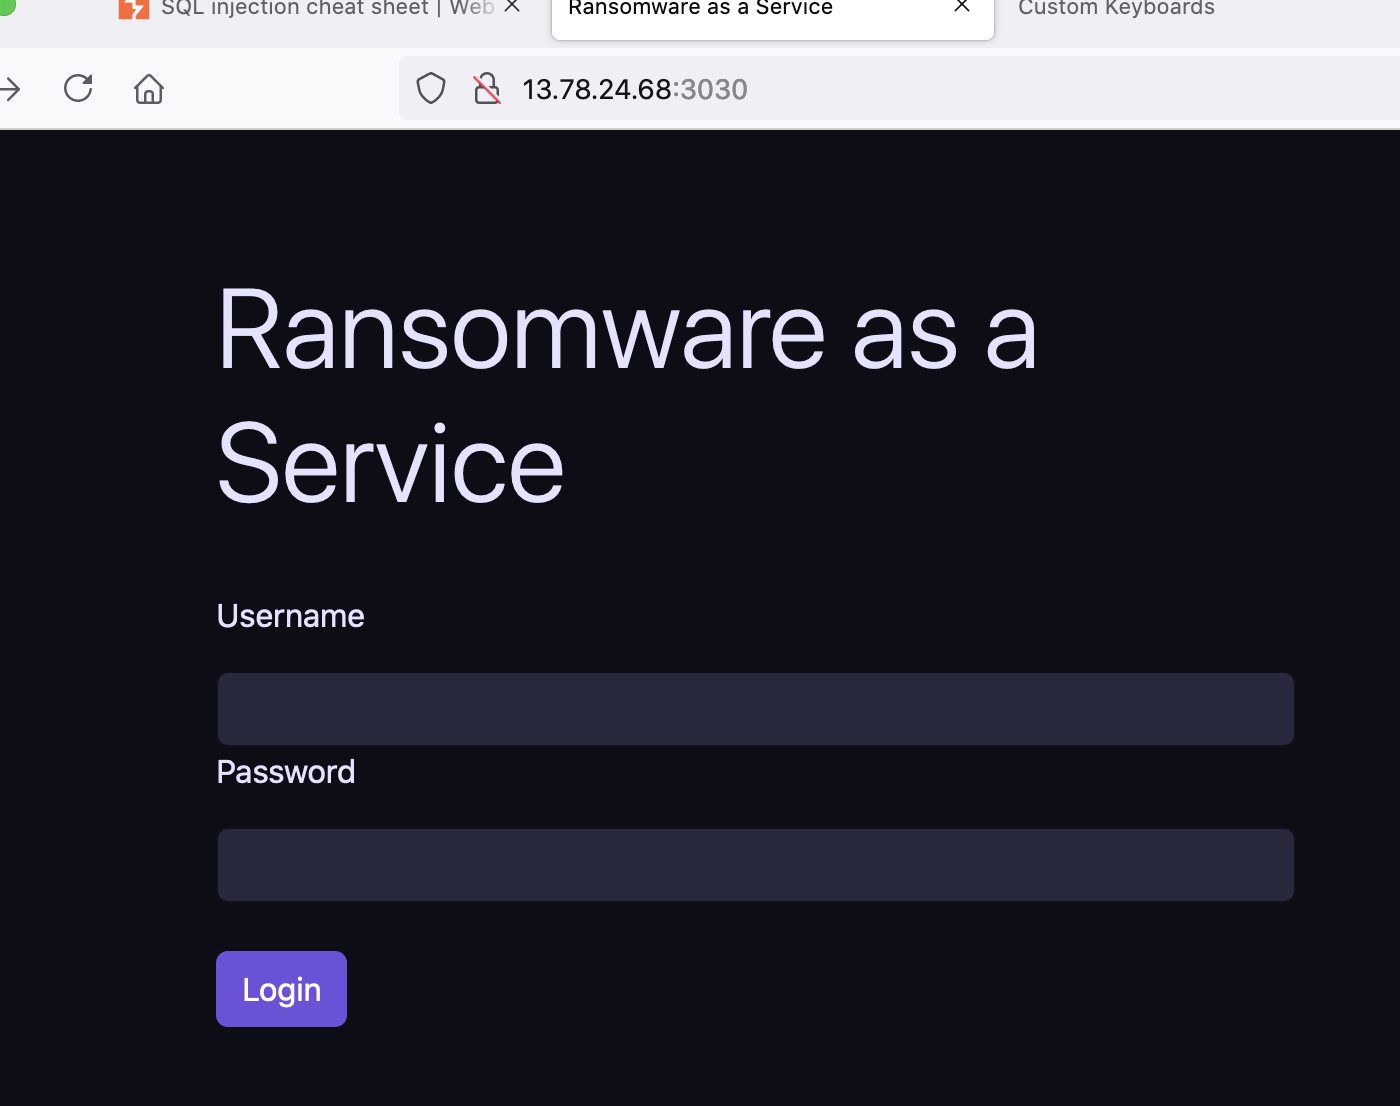 SQL injection cheat sheet | Web
Ransomware as a Service
Custom Keyboards
13.78.24.68:3030
Ransomware as a
Service
Username
Password
Login